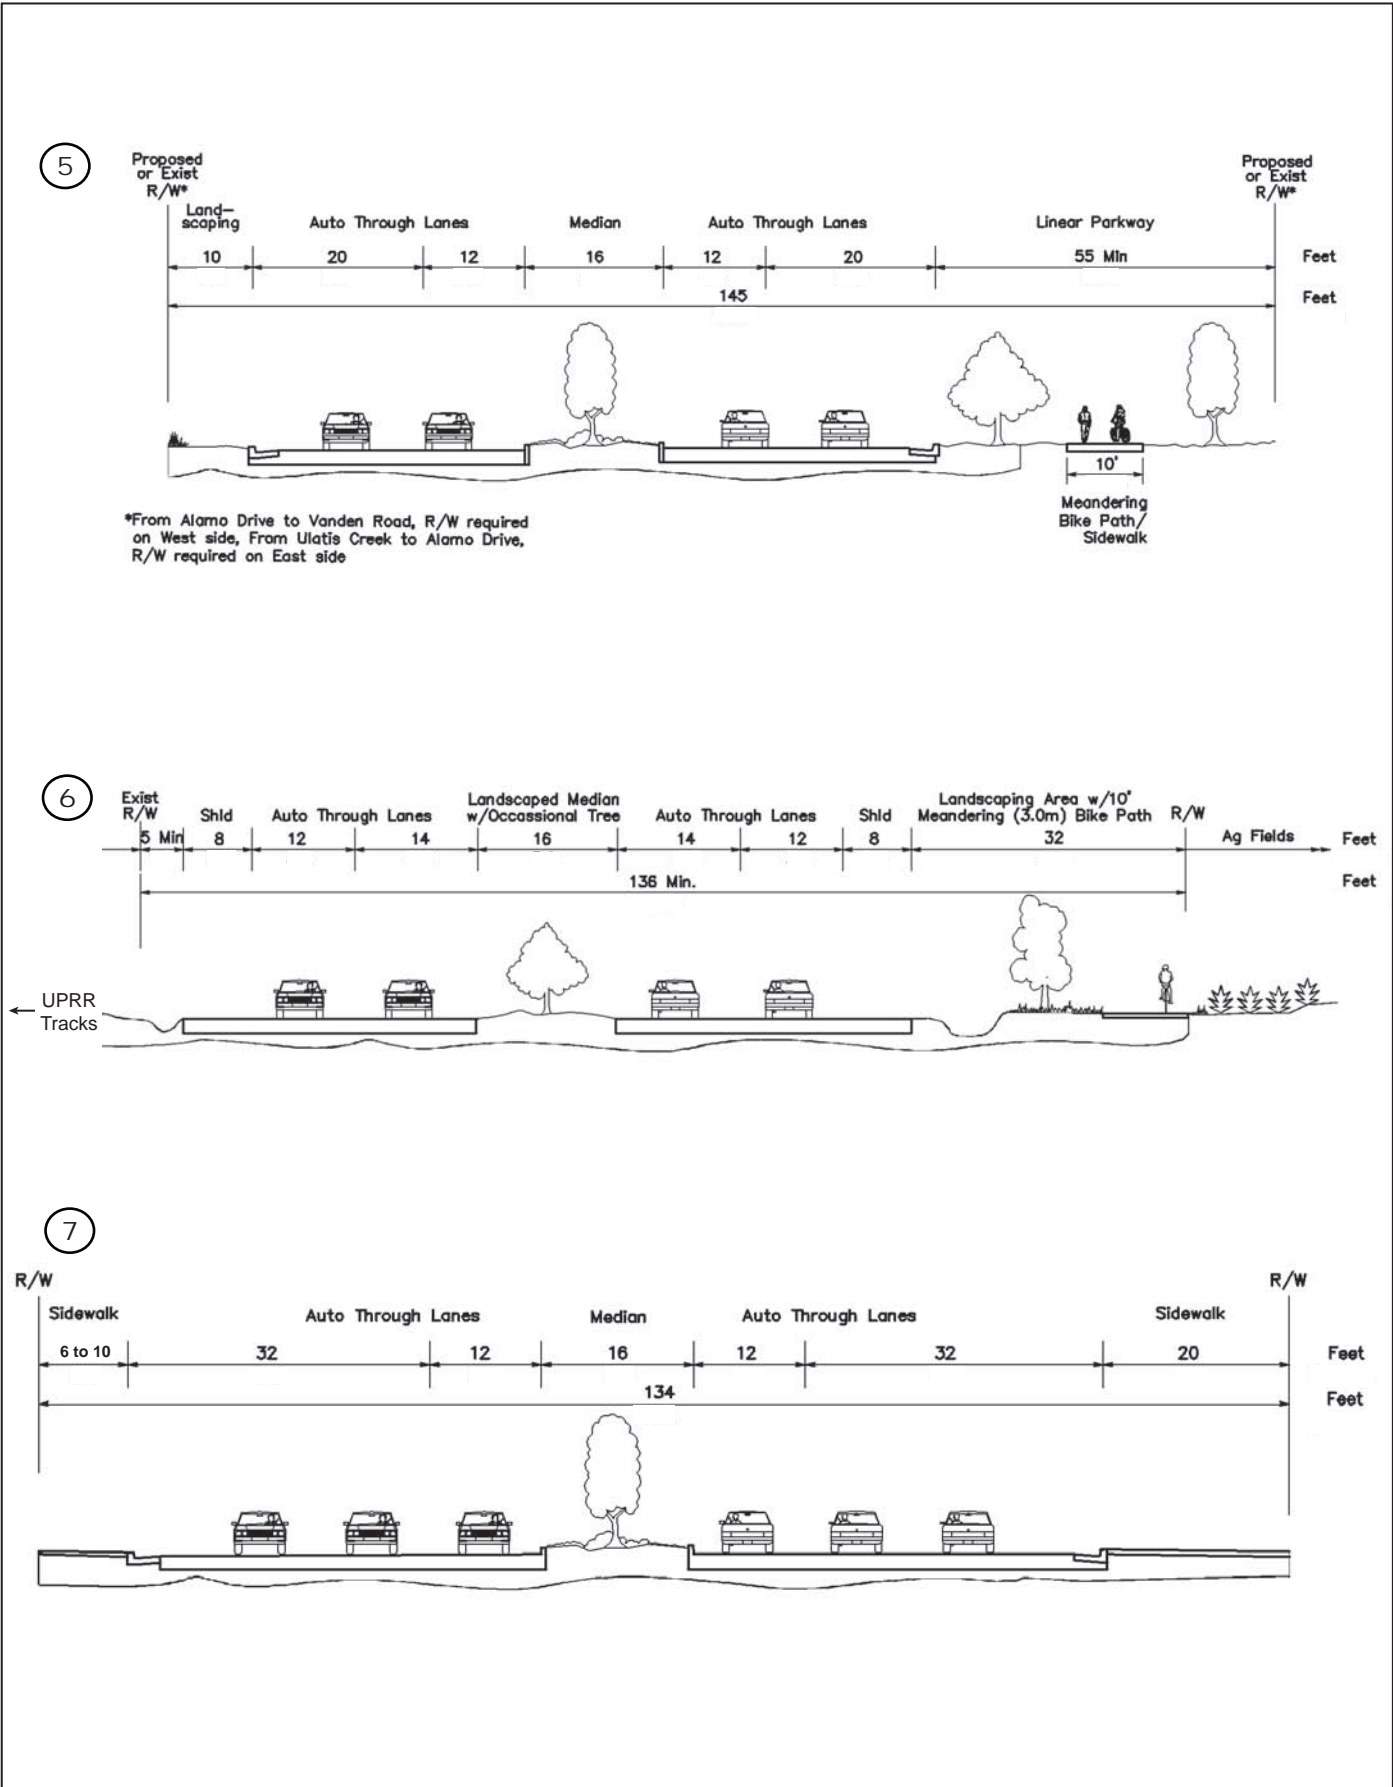 5
Proposed
or Exist
R/W*
Proposed
or Exist
R/W*
Land-
scaping
Auto Through Lanes
Median
Auto Through Lanes
Linear Parkway
10 20 12 16 12 20 55 Min Feet
145 Feet
10'
Meandering
Bike Path/
Sidewalk
*From Alamo Drive to Vanden Road, R/W required
on West side, From Ulatis Creek to Alamo Drive,
R/W required on East side
6
Exist
R/W
Shld
Auto Through Lanes
Landscaped Median
w/Occassional Tree
Auto Through Lanes
Shld
Landscaping Area w/10'
Meandering (3.0m) Bike Path
R/W
5 Min 8 12 14 16 14 12 8 32 Ag Fields Feet
136 Min. Feet
UPRR
Tracks
7
R/W R/W
Sidewalk Auto Through Lanes Median Auto Through Lanes Sidewalk
6 to 10 32 12 16 12 32 20 Feet
134 Feet